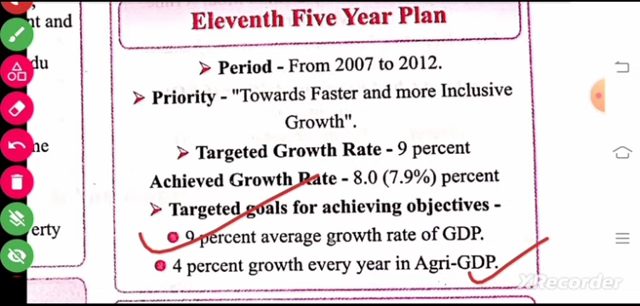 Eleventh Five Year Plan
nt and
du
he
erty
➢ Period - From 2007 to 2012.
➢ Priority - "Towards Faster and more Inclusive
Growth".
➢ Targeted Growth Rate - 9 percent
Achieved Growth Rate - 8.0 (7.9%) percent
➢ Targeted goals for achieving objectives -
9 percent average growth rate of GDP.
4 percent growth every year in Agri-GDP.
XRecorder